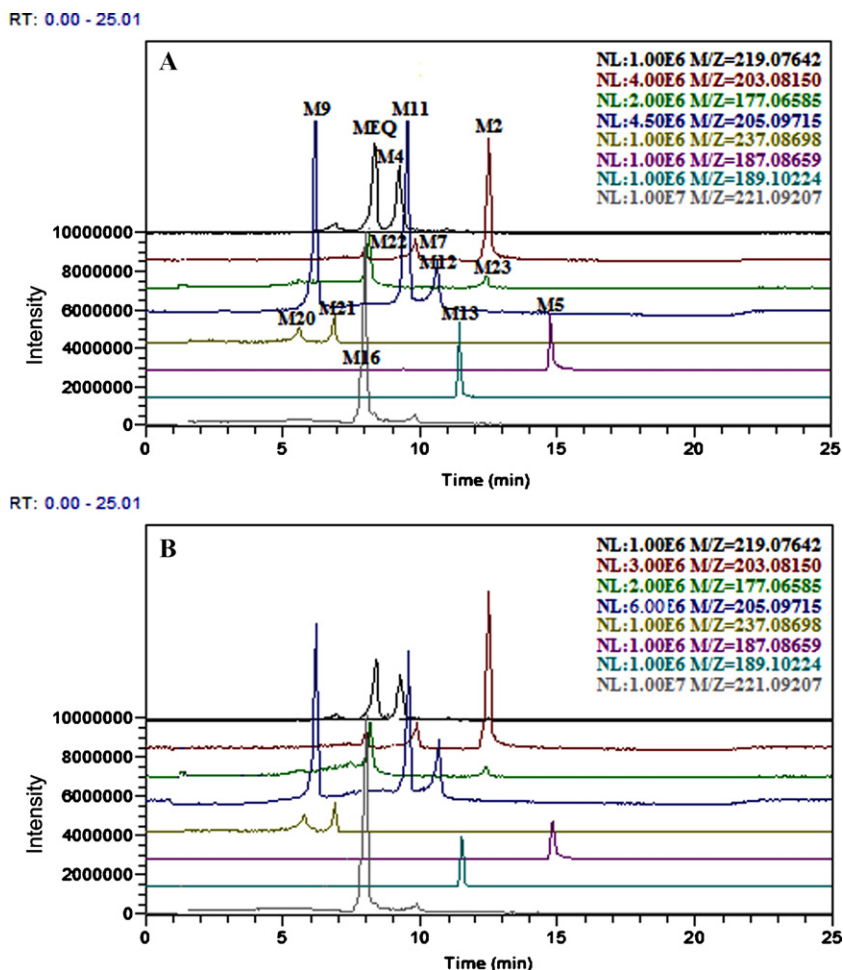 RT: 0.00 - 25.01
A
NL:1.00E6 M/Z=219.07642
NL:4.00E6 M/Z=203.08150
NL:2.00E6 M/Z=177.06585
NL:4.50E6 M/Z=205.09715
NL:1.00E6 M/Z=237.08698
NL:1.00E6 M/Z=187.08659
NL:1.00E6 M/Z=189.10224
NL:1.00E7 M/Z=221.09207
M9
MEQ
M4
M11
M2
M22
M7
M12
M23
M20
M21
M13
M5
M16
10000000
8000000
6000000
4000000
2000000
0
Intensity
0 5 10 15 20 25
Time (min)
RT: 0.00 - 25.01
B
NL:1.00E6 M/Z=219.07642
NL:3.00E6 M/Z=203.08150
NL:2.00E6 M/Z=177.06585
NL:6.00E6 M/Z=205.09715
NL:1.00E6 M/Z=237.08698
NL:1.00E6 M/Z=187.08659
NL:1.00E6 M/Z=189.10224
NL:1.00E7 M/Z=221.09207
10000000
8000000
6000000
4000000
2000000
0
Intensity
0 5 10 15 20 25
Time (min)